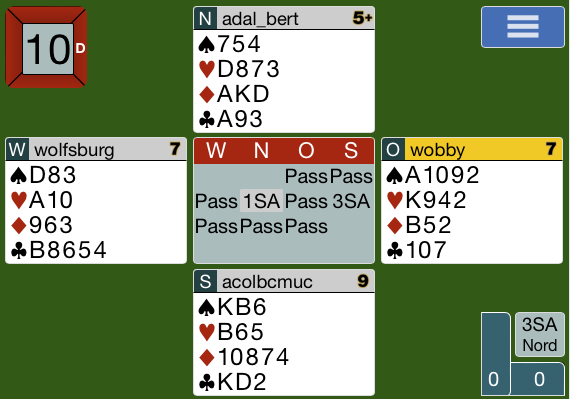 10 D
N adal_bert 5+
♠754
♥D873
♦AKD
♣A93
W wolfsburg 7
♠D83
♥A10
♦963
♣B8654
W N O S
Pass Pass
Pass 1SA Pass 3SA
Pass Pass Pass
O wobby 7
♠A1092
♥K942
♦B52
♣107
S acolbcmuc 9
♠KB6
♥B65
♦10874
♣KD2
3SA
Nord
0 0